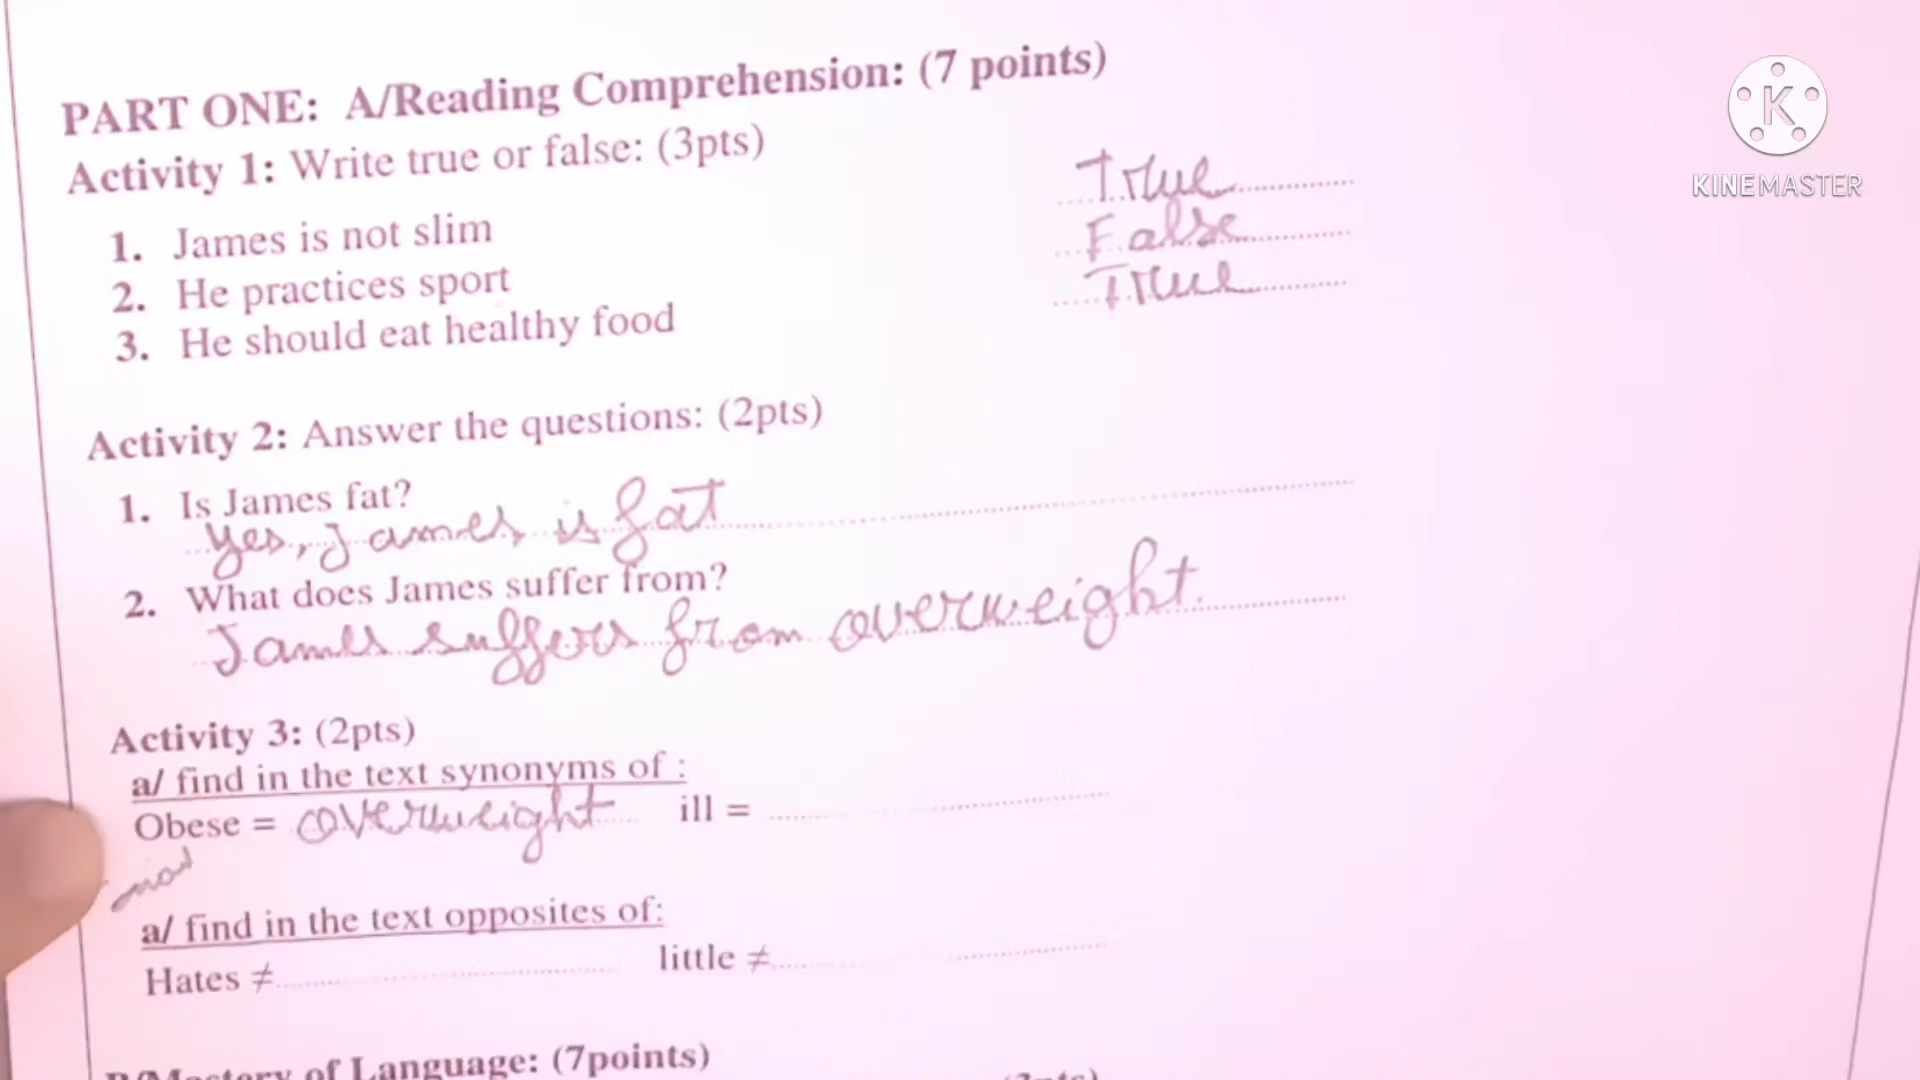 PART ONE: A/Reading Comprehension: (7 points)
Activity 1: Write true or false: (3pts)
1. James is not slim True
2. He practices sport False
3. He should eat healthy food True
Activity 2: Answer the questions: (2pts)
1. Is James fat?
Yes, James is fat
2. What does James suffer from?
James suffers from overweight.
Activity 3: (2pts)
a/ find in the text synonyms of :
Obese = overweight ill =
a/ find in the text opposites of:
Hates ≠ little ≠
B/Mastery of Language: (7points)
K
KINEMASTER